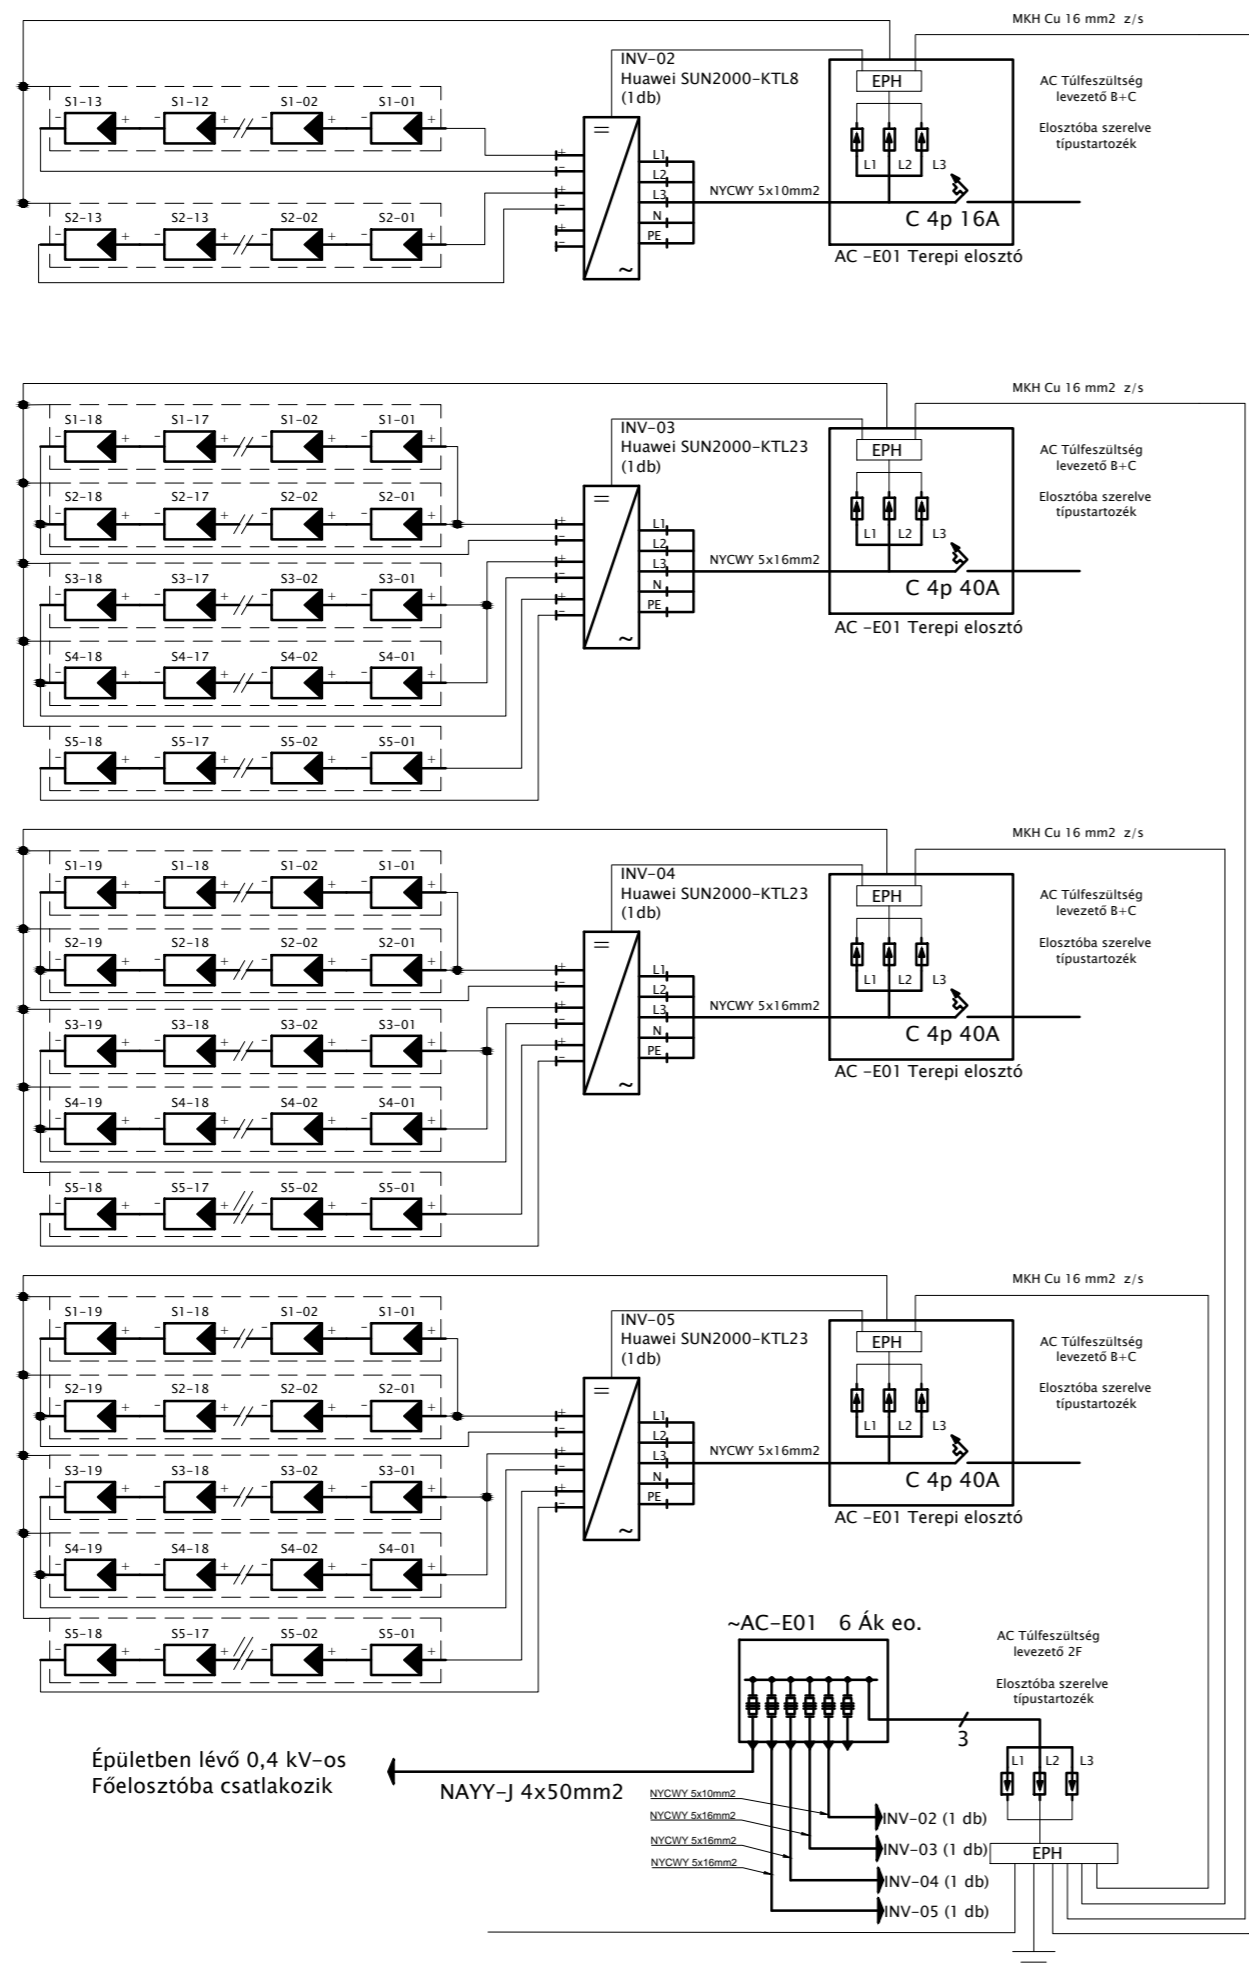 MKH Cu 16 mm2 z/s
INV-02
Huawei SUN2000-KTL8
(1db)
EPH
AC Túlfeszültség
levezető B+C
Elosztóba szerelve
típustartozék
S1-13 S1-12 S1-02 S1-01
- + - + // - + - +
+
-
+
-
+
-
=
~
L1
L2
L3
N
PE
NYCWY 5x10mm2
L1 L2 L3
C 4p 16A
AC -E01 Terepi elosztó
S2-13 S2-13 S2-02 S2-01
- + - + // - + - +
MKH Cu 16 mm2 z/s
INV-03
Huawei SUN2000-KTL23
(1db)
EPH
AC Túlfeszültség
levezető B+C
Elosztóba szerelve
típustartozék
S1-18 S1-17 S1-02 S1-01
- + - + // - + - +
S2-18 S2-17 S2-02 S2-01
- + - + // - + - +
+
-
+
-
+
-
=
~
L1
L2
L3
N
PE
NYCWY 5x16mm2
L1 L2 L3
C 4p 40A
AC -E01 Terepi elosztó
S3-18 S3-17 S3-02 S3-01
- + - + // - + - +
S4-18 S4-17 S4-02 S4-01
- + - + // - + - +
S5-18 S5-17 S5-02 S5-01
- + - + // - + - +
MKH Cu 16 mm2 z/s
INV-04
Huawei SUN2000-KTL23
(1db)
EPH
AC Túlfeszültség
levezető B+C
Elosztóba szerelve
típustartozék
S1-19 S1-18 S1-02 S1-01
- + - + // - + - +
S2-19 S2-18 S2-02 S2-01
- + - + // - + - +
+
-
+
-
+
-
=
~
L1
L2
L3
N
PE
NYCWY 5x16mm2
L1 L2 L3
C 4p 40A
AC -E01 Terepi elosztó
S3-19 S3-18 S3-02 S3-01
- + - + // - + - +
S4-19 S4-18 S4-02 S4-01
- + - + // - + - +
S5-18 S5-17 S5-02 S5-01
- + - + // - + - +
MKH Cu 16 mm2 z/s
INV-05
Huawei SUN2000-KTL23
(1db)
EPH
AC Túlfeszültség
levezető B+C
Elosztóba szerelve
típustartozék
S1-19 S1-18 S1-02 S1-01
- + - + // - + - +
S2-19 S2-18 S2-02 S2-01
- + - + // - + - +
+
-
+
-
+
-
=
~
L1
L2
L3
N
PE
NYCWY 5x16mm2
L1 L2 L3
C 4p 40A
AC -E01 Terepi elosztó
S3-19 S3-18 S3-02 S3-01
- + - + // - + - +
S4-19 S4-18 S4-02 S4-01
- + - + // - + - +
S5-18 S5-17 S5-02 S5-01
- + - + // - + - +
~AC-E01 6 Ák eo.
AC Túlfeszültség
levezető 2F
Elosztóba szerelve
típustartozék
3
L1 L2 L3
EPH
Épületben lévő 0,4 kV-os
Főelosztóba csatlakozik
NAYY-J 4x50mm2
NYCWY 5x10mm2
NYCWY 5x16mm2
NYCWY 5x16mm2
NYCWY 5x16mm2
INV-02 (1 db)
INV-03 (1 db)
INV-04 (1 db)
INV-05 (1 db)